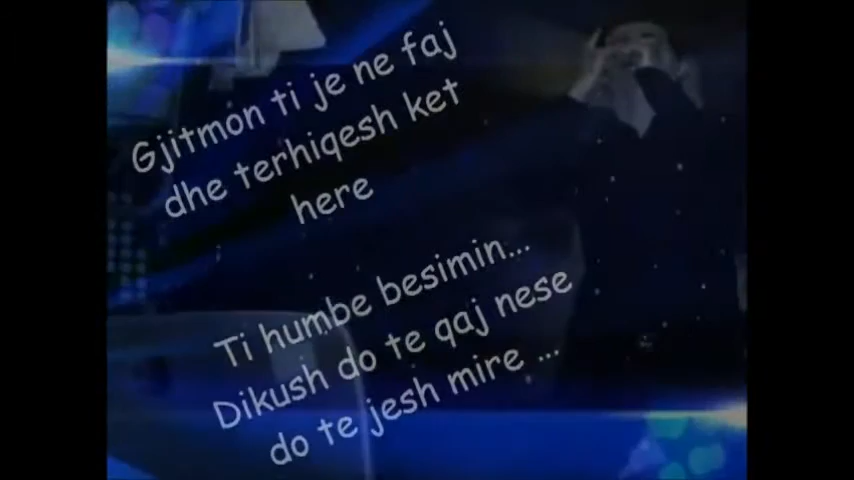 Gjitmon ti je ne faj
dhe terhiqesh ket
here
Ti humbe besimin...
Dikush do te qaj nese
do te jesh mire ...